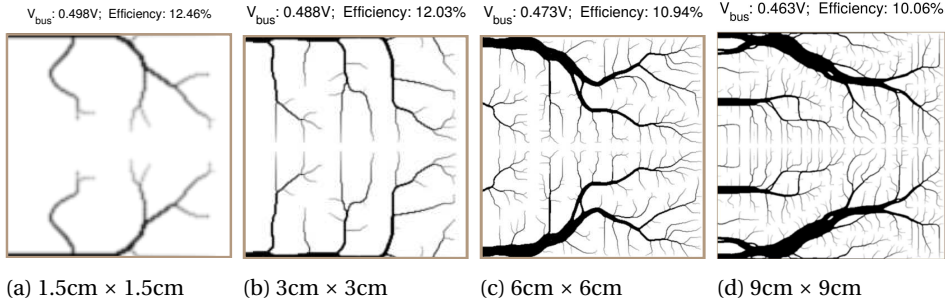 V_bus: 0.498V; Efficiency: 12.46%
V_bus: 0.488V; Efficiency: 12.03%
V_bus: 0.473V; Efficiency: 10.94%
V_bus: 0.463V; Efficiency: 10.06%
(a) 1.5cm × 1.5cm
(b) 3cm × 3cm
(c) 6cm × 6cm
(d) 9cm × 9cm